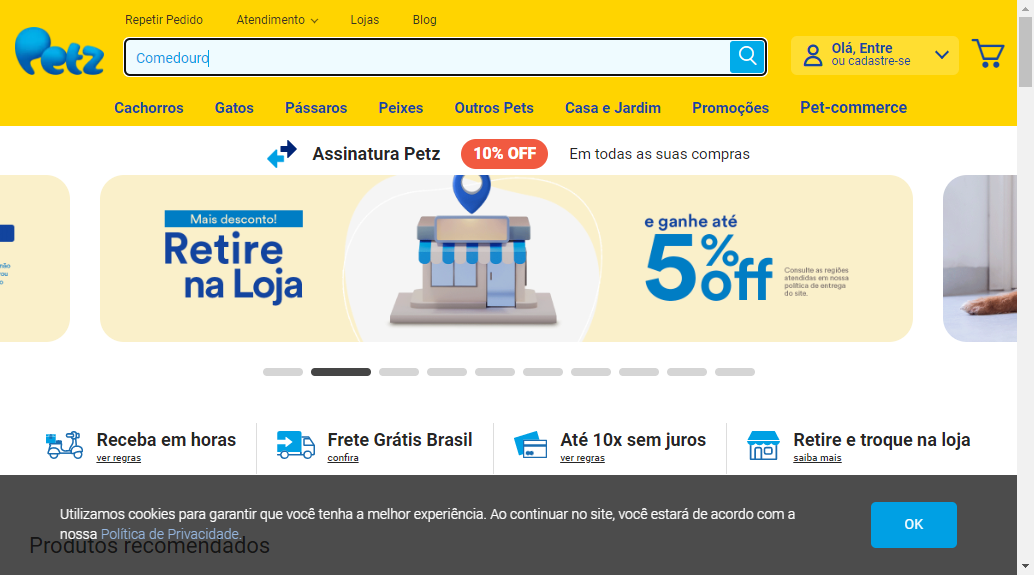 Repetir Pedido Atendimento Lojas Blog
Petz
Comedouro
Olá, Entre
ou cadastre-se
Cachorros Gatos Pássaros Peixes Outros Pets Casa e Jardim Promoções Pet-commerce
Assinatura Petz 10% OFF Em todas as suas compras
Mais desconto!
Retire
na Loja
e ganhe até
5% off
Consulte as regiões
atendidas em nossa
política de entrega
do site.
Receba em horas
ver regras
Frete Grátis Brasil
confira
Até 10x sem juros
ver regras
Retire e troque na loja
saiba mais
Utilizamos cookies para garantir que você tenha a melhor experiência. Ao continuar no site, você estará de acordo com a
nossa Política de Privacidade.
OK
Produtos recomendados